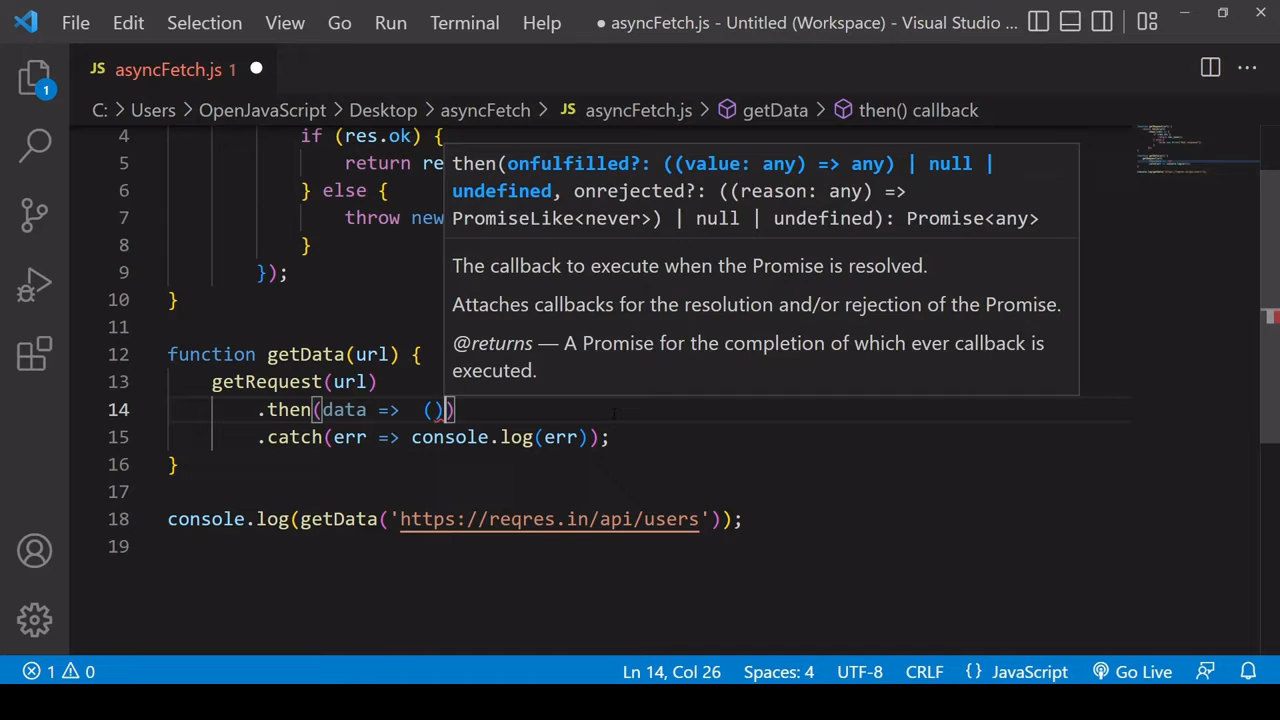 File Edit Selection View Go Run Terminal Help ● asyncFetch.js - Untitled (Workspace) - Visual Studio ...
JS asyncFetch.js 1 ●
C: > Users > OpenJavaScript > Desktop > asyncFetch > JS asyncFetch.js > getData > then() callback
4 if (res.ok) {
5 return re
6 } else {
7 throw new
8 }
9 });
10 }
11
12 function getData(url) {
13 getRequest(url)
14 .then(data => ())
15 .catch(err => console.log(err));
16 }
17
18 console.log(getData('https://reqres.in/api/users'));
19
then(onfulfilled?: ((value: any) => any) | null |
undefined, onrejected?: ((reason: any) =>
PromiseLike<never>) | null | undefined): Promise<any>
The callback to execute when the Promise is resolved.
Attaches callbacks for the resolution and/or rejection of the Promise.
@returns — A Promise for the completion of which ever callback is
executed.
1
1 0 Ln 14, Col 26 Spaces: 4 UTF-8 CRLF {} JavaScript Go Live